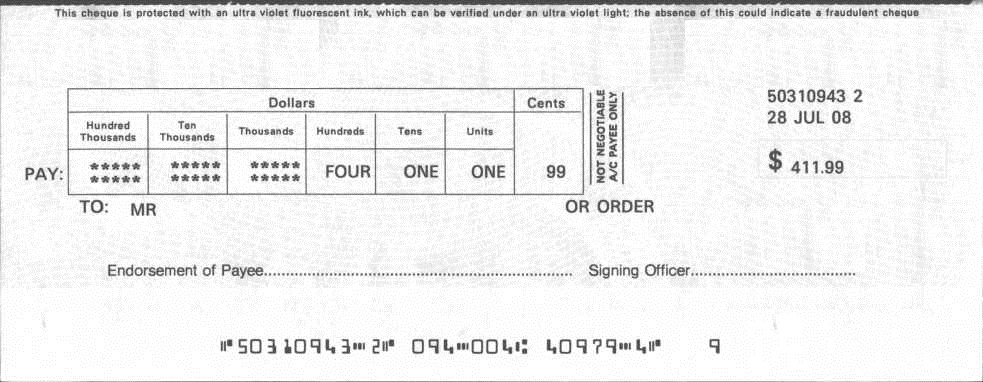 This cheque is protected with an ultra violet fluorescent ink, which can be verified under an ultra violet light; the absence of this could indicate a fraudulent cheque
Dollars Cents
Hundred Thousands Ten Thousands Thousands Hundreds Tens Units
PAY: ***** ***** ***** FOUR ONE ONE 99
***** ***** *****
NOT NEGOTIABLE
A/C PAYEE ONLY
50310943 2
28 JUL 08
$ 411.99
TO: MR OR ORDER
Endorsement of Payee.................................................................. Signing Officer...................................
⑈50310943⑉2⑈ 094⑉004⑆ 40979⑉4⑈ 9